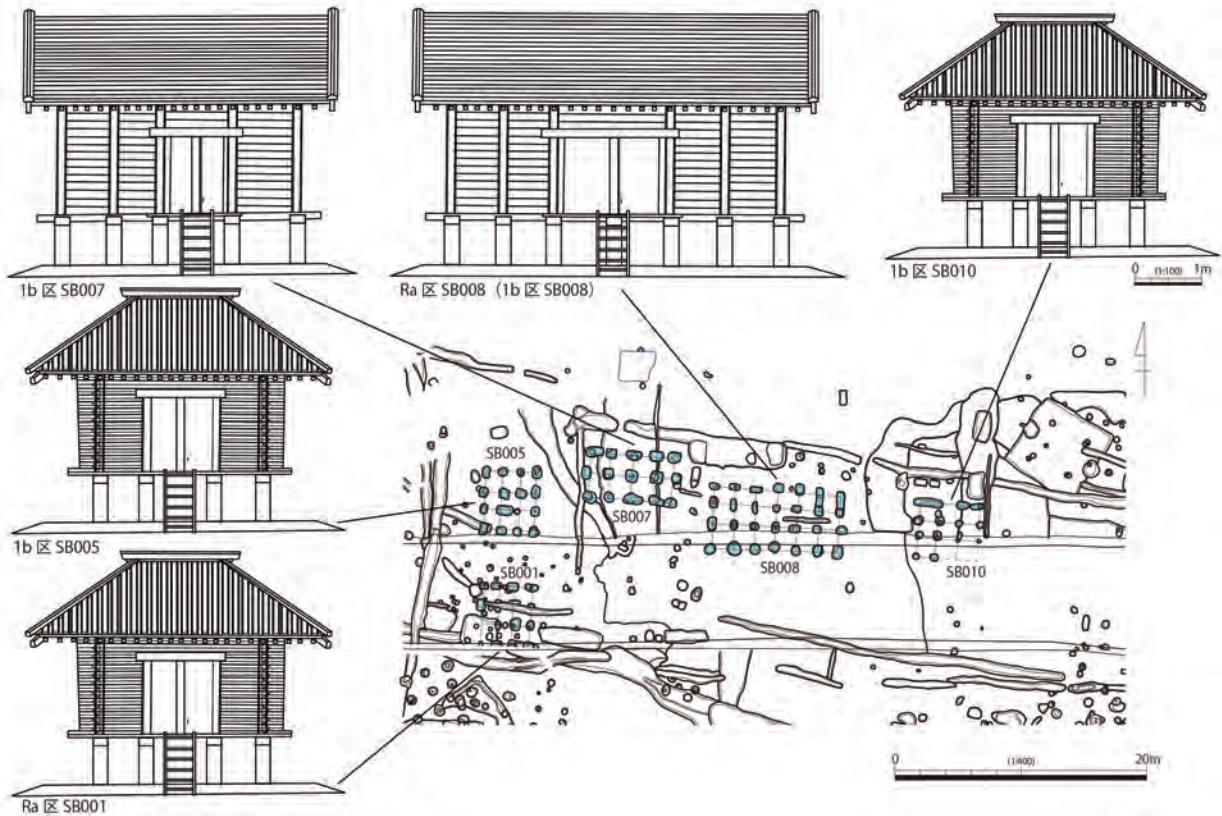 1b 区 SB007
Ra 区 SB008 (1b 区 SB008)
1b 区 SB010
0 (1:100) 1m
1b 区 SB005
Ra 区 SB001
SB005
SB007
SB008
SB010
SB001
0 (1/400) 20m